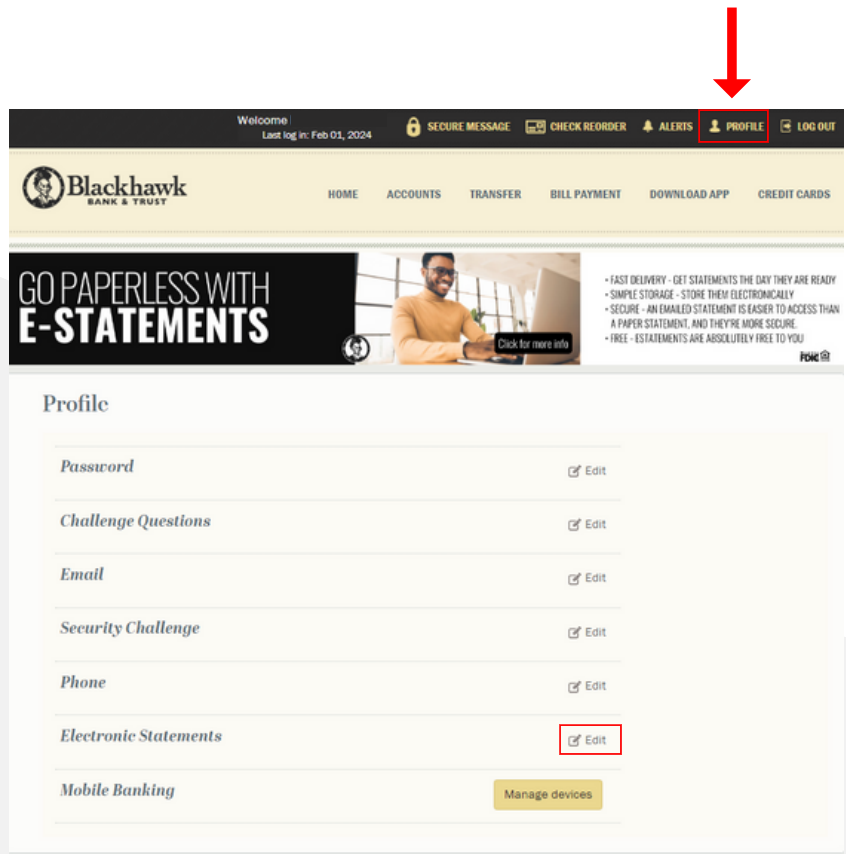 Welcome
Last log in: Feb 01, 2024
SECURE MESSAGE
CHECK REORDER
ALERTS
PROFILE
LOG OUT
Blackhawk
BANK & TRUST
HOME
ACCOUNTS
TRANSFER
BILL PAYMENT
DOWNLOAD APP
CREDIT CARDS
GO PAPERLESS WITH
E-STATEMENTS
Click for more info
• FAST DELIVERY - GET STATEMENTS THE DAY THEY ARE READY
• SIMPLE STORAGE - STORE THEM ELECTRONICALLY
• SECURE - AN EMAILED STATEMENT IS EASIER TO ACCESS THAN
A PAPER STATEMENT, AND THEY'RE MORE SECURE.
• FREE - ESTATEMENTS ARE ABSOLUTELY FREE TO YOU
FDIC
Profile
Password
Edit
Challenge Questions
Edit
Email
Edit
Security Challenge
Edit
Phone
Edit
Electronic Statements
Edit
Mobile Banking
Manage devices